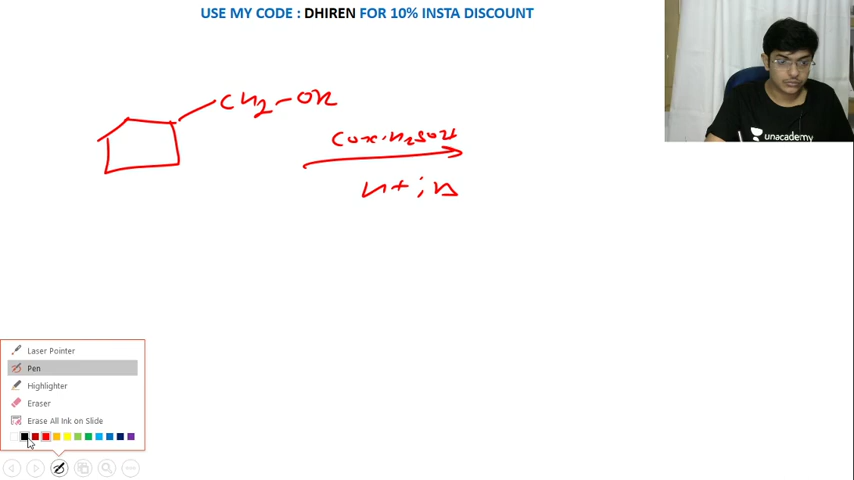 USE MY CODE : DHIREN FOR 10% INSTA DISCOUNT
CH2-OH
conc. H2SO4
H+ ; Δ
unacademy
Laser Pointer
Pen
Highlighter
Eraser
Erase All Ink on Slide